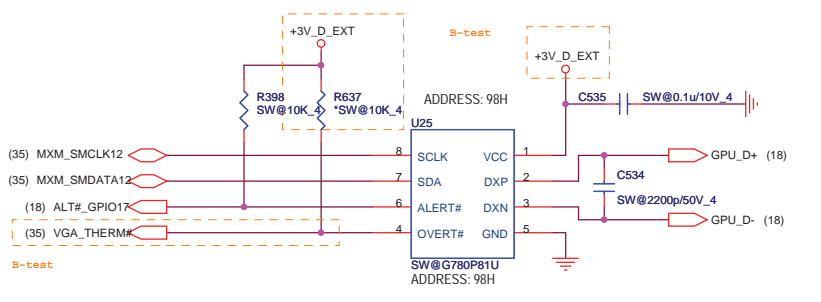 +3V_D_EXT
B-test
+3V_D_EXT
R398
SW@10K_4
R637
*SW@10K_4
ADDRESS: 98H
C535
SW@0.1u/10V_4
U25
(35) MXM_SMCLK12
8
SCLK
VCC
1
GPU_D+ (18)
(35) MXM_SMDATA12
7
SDA
DXP
2
C534
SW@2200p/50V_4
(18) ALT#_GPIO17
6
ALERT#
DXN
3
GPU_D- (18)
(35) VGA_THERM#
4
OVERT#
GND
5
B-test
SW@G780P81U
ADDRESS: 98H